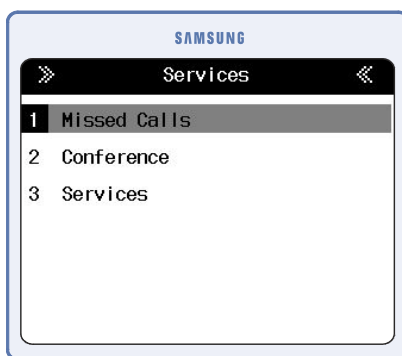 SAMSUNG
» Services «
1 Missed Calls
2 Conference
3 Services